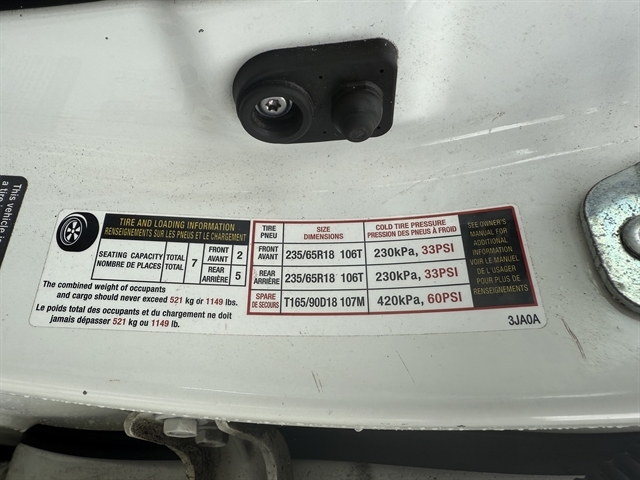 This vehicle
a tire
TIRE AND LOADING INFORMATION
RENSEIGNEMENTS SUR LES PNEUS ET LE CHARGEMENT
SEATING CAPACITY TOTAL 7 FRONT AVANT 2
NOMBRE DE PLACES TOTAL REAR ARRIÈRE 5
The combined weight of occupants
and cargo should never exceed 521 kg or 1149 lbs.
Le poids total des occupants et du chargement ne doit
jamais dépasser 521 kg ou 1149 lb.
TIRE PNEU SIZE DIMENSIONS COLD TIRE PRESSURE PRESSION DES PNEUS À FROID
FRONT AVANT 235/65R18 106T 230kPa, 33PSI
REAR ARRIÈRE 235/65R18 106T 230kPa, 33PSI
SPARE DE SECOURS T165/90D18 107M 420kPa, 60PSI
SEE OWNER'S
MANUAL FOR
ADDITIONAL
INFORMATION
VOIR LE MANUEL
DE L'USAGER
POUR PLUS DE
RENSEIGNEMENTS
3JA0A